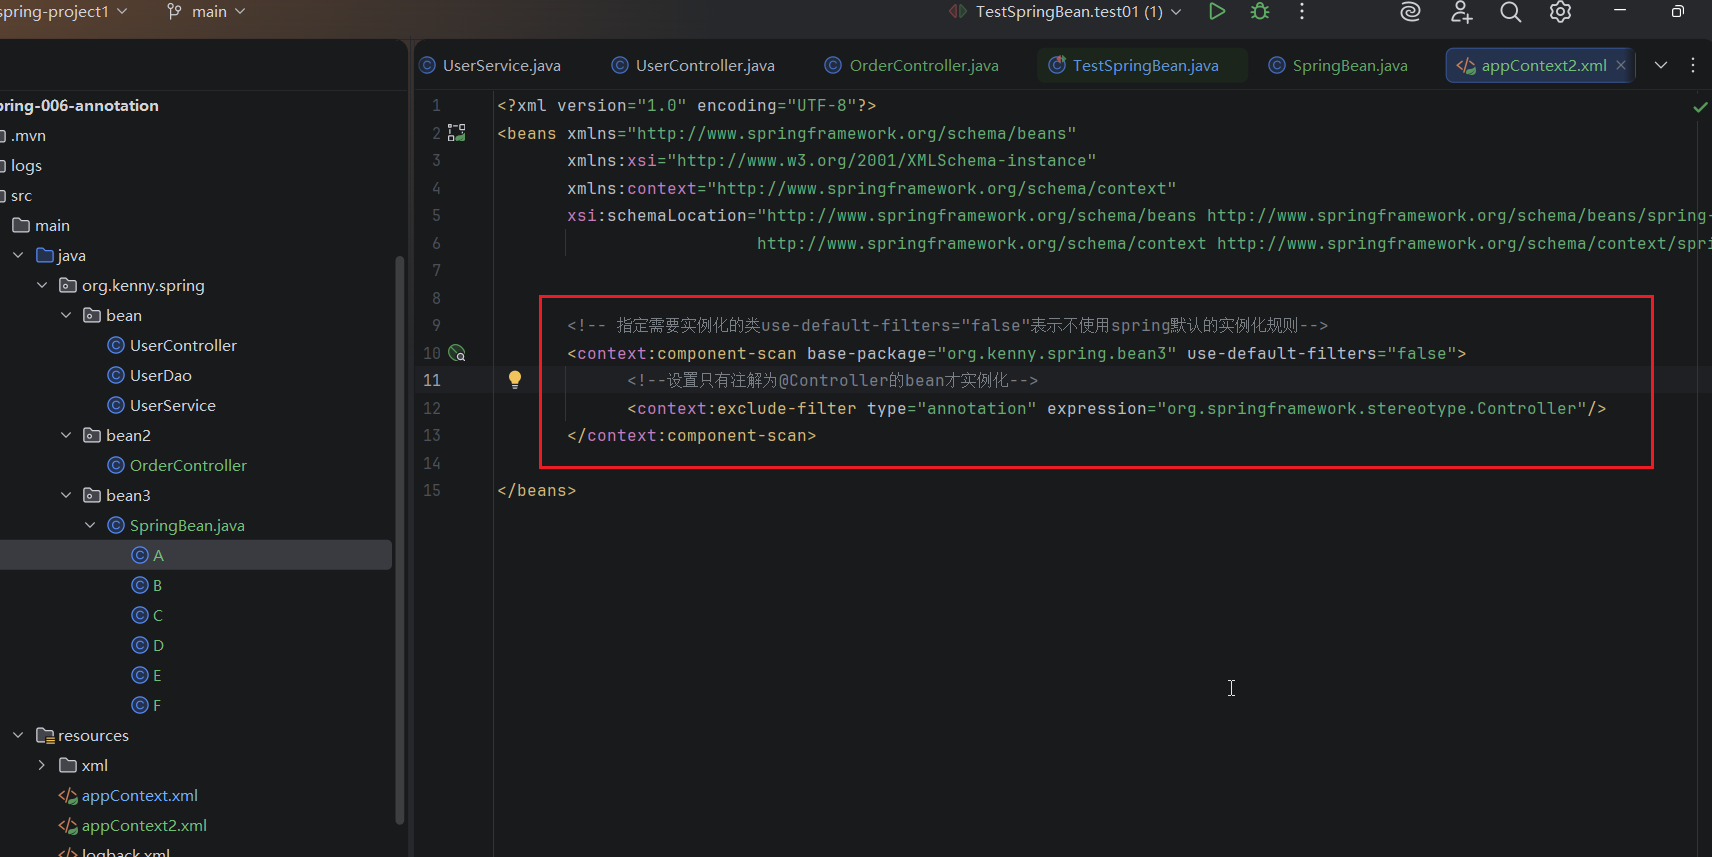 spring-project1
main
TestSpringBean.test01 (1)
UserService.java
UserController.java
OrderController.java
TestSpringBean.java
SpringBean.java
appContext2.xml
pring-006-annotation
.mvn
logs
src
main
java
org.kenny.spring
bean
UserController
UserDao
UserService
bean2
OrderController
bean3
SpringBean.java
A
B
C
D
E
F
resources
xml
appContext.xml
appContext2.xml
logback.xml
1 <?xml version="1.0" encoding="UTF-8"?>
2 <beans xmlns="http://www.springframework.org/schema/beans"
3 xmlns:xsi="http://www.w3.org/2001/XMLSchema-instance"
4 xmlns:context="http://www.springframework.org/schema/context"
5 xsi:schemaLocation="http://www.springframework.org/schema/beans http://www.springframework.org/schema/beans/spring-
6 http://www.springframework.org/schema/context http://www.springframework.org/schema/context/spri
7
8
9 <!-- 指定需要实例化的类use-default-filters="false"表示不使用spring默认的实例化规则-->
10 <context:component-scan base-package="org.kenny.spring.bean3" use-default-filters="false">
11 <!--设置只有注解为@Controller的bean才实例化-->
12 <context:exclude-filter type="annotation" expression="org.springframework.stereotype.Controller"/>
13 </context:component-scan>
14
15 </beans>